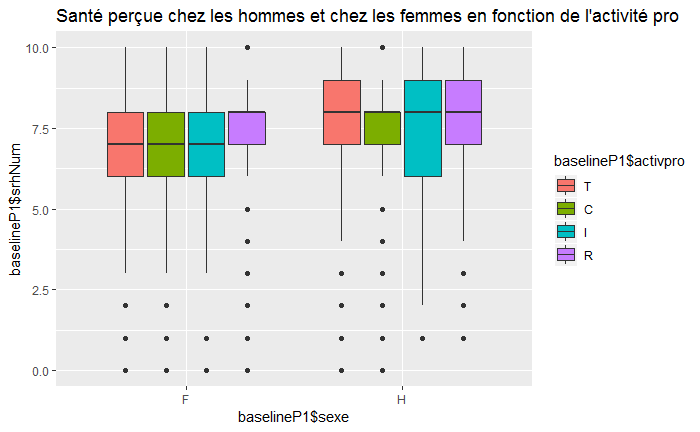 Santé perçue chez les hommes et chez les femmes en fonction de l'activité pro
10.0
7.5
5.0
2.5
0.0
baselineP1$srhNum
F
H
baselineP1$sexe
baselineP1$activpro
T
C
I
R